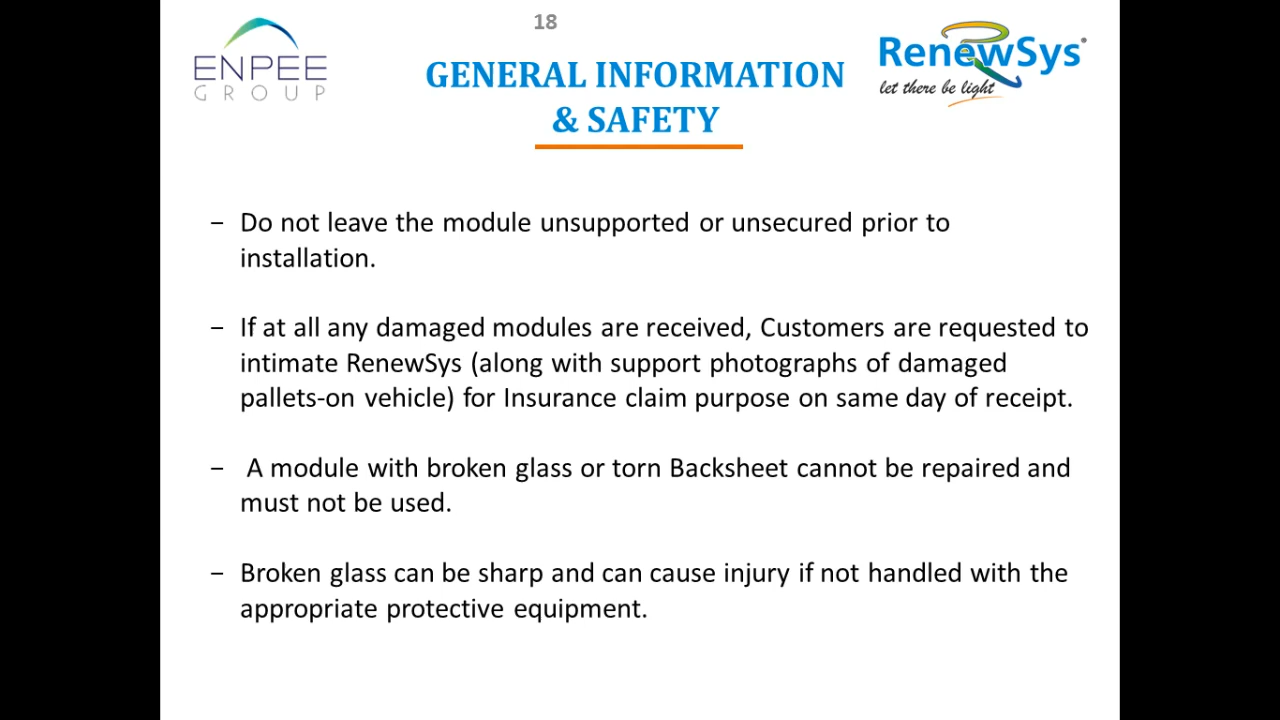 18
ENPEE
GROUP
RenewSys
let there be light
GENERAL INFORMATION
& SAFETY
– Do not leave the module unsupported or unsecured prior to
installation.
– If at all any damaged modules are received, Customers are requested to
intimate RenewSys (along with support photographs of damaged
pallets-on vehicle) for Insurance claim purpose on same day of receipt.
– A module with broken glass or torn Backsheet cannot be repaired and
must not be used.
– Broken glass can be sharp and can cause injury if not handled with the
appropriate protective equipment.